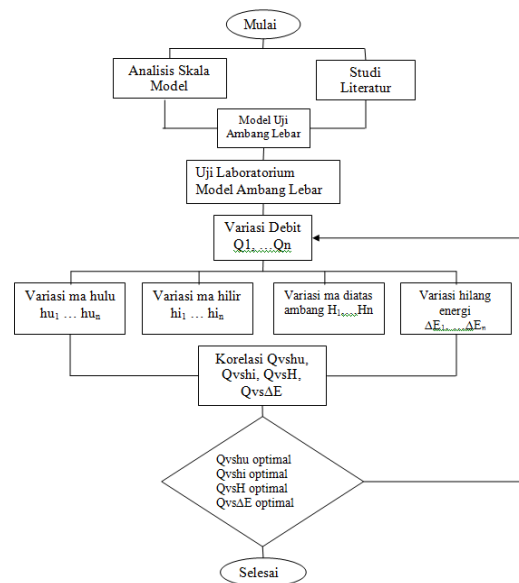 Mulai
Analisis Skala
Model
Studi
Literatur
Model Uji
Ambang Lebar
Uji Laboratorium
Model Ambang Lebar
Variasi Debit
Q1, …Qn
Variasi ma hulu
hu₁ … huₙ
Variasi ma hilir
hi₁ … hiₙ
Variasi ma diatas
ambang H₁,…,Hn
Variasi hilang
energi
ΔE₁,…,ΔEₙ
Korelasi Qvshu,
Qvshi, QvsH,
QvsΔE
Qvshu optimal
Qvshi optimal
QvsH optimal
QvsΔE optimal
Selesai